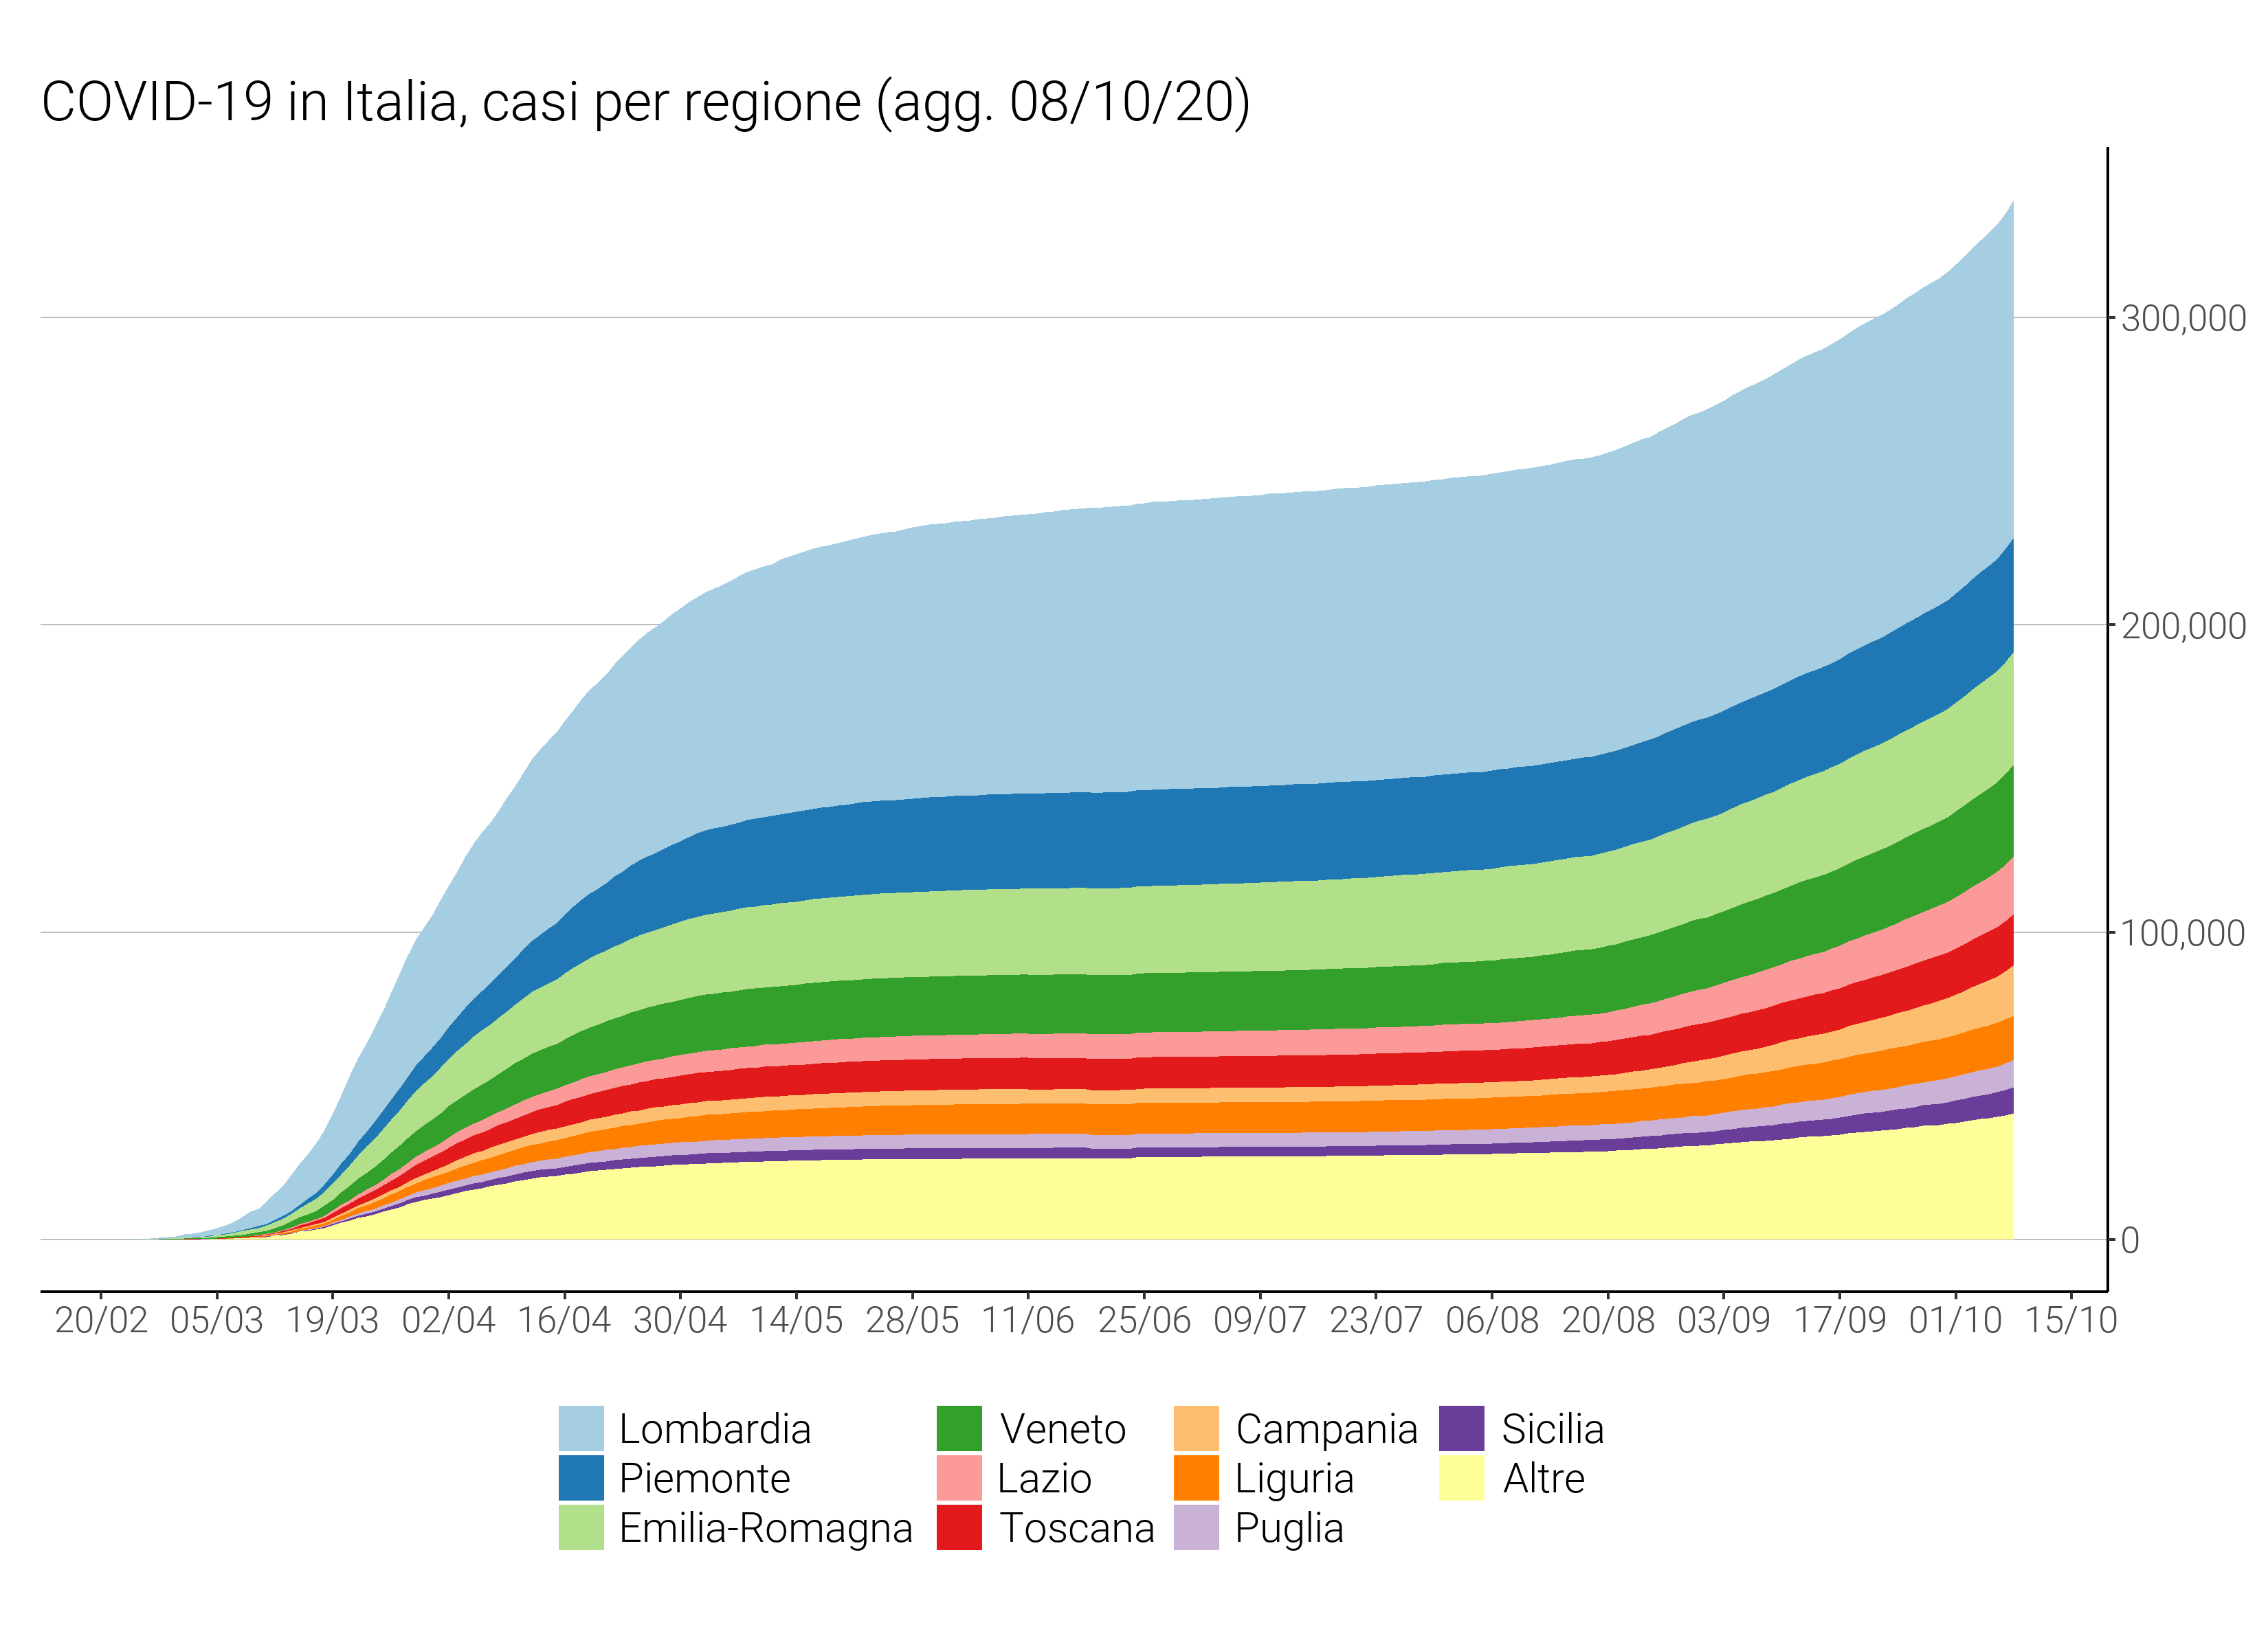 COVID-19 in Italia, casi per regione (agg. 08/10/20)
300,000
200,000
100,000
0
20/02 05/03 19/03 02/04 16/04 30/04 14/05 28/05 11/06 25/06 09/07 23/07 06/08 20/08 03/09 17/09 01/10 15/10
Lombardia Veneto Campania Sicilia
Piemonte Lazio Liguria Altre
Emilia-Romagna Toscana Puglia